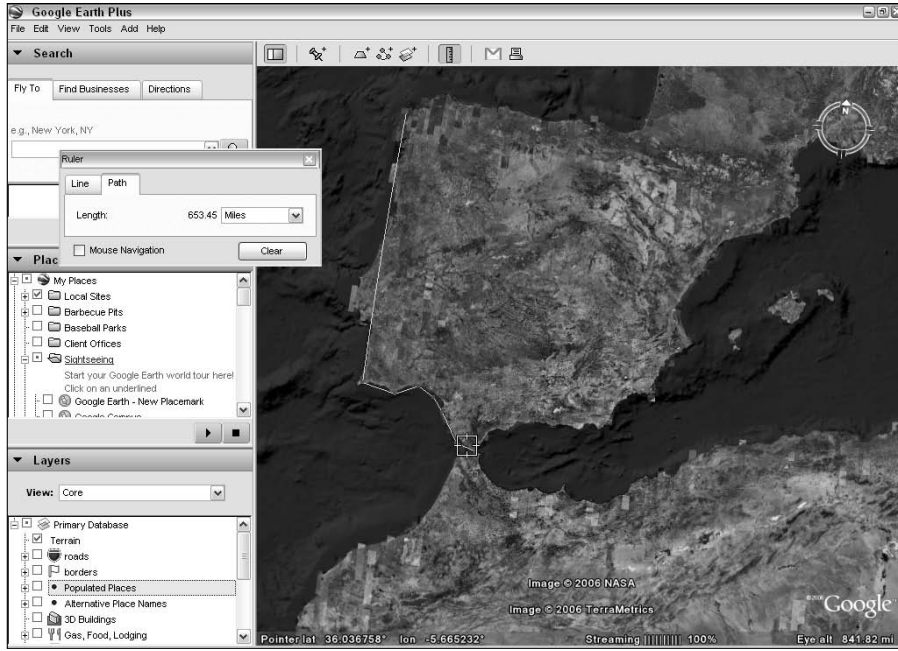 Google Earth Plus
File Edit View Tools Add Help
Search
Fly To
Find Businesses
Directions
e.g., New York, NY
Ruler
Line
Path
Length:
653.45
Miles
Mouse Navigation
Clear
Plac
My Places
Local Sites
Barbecue Pits
Baseball Parks
Client Offices
Sightseeing
Start your Google Earth world tour here!
Click on an underlined
Google Earth - New Placemark
Google Campus
Layers
View:
Core
Primary Database
Terrain
roads
borders
Populated Places
Alternative Place Names
3D Buildings
Gas, Food, Lodging
N
Image © 2006 NASA
Image © 2006 TerraMetrics
Google
Pointer lat 36.036758° lon -5.665232°
Streaming |||||||||| 100%
Eye alt 841.82 mi